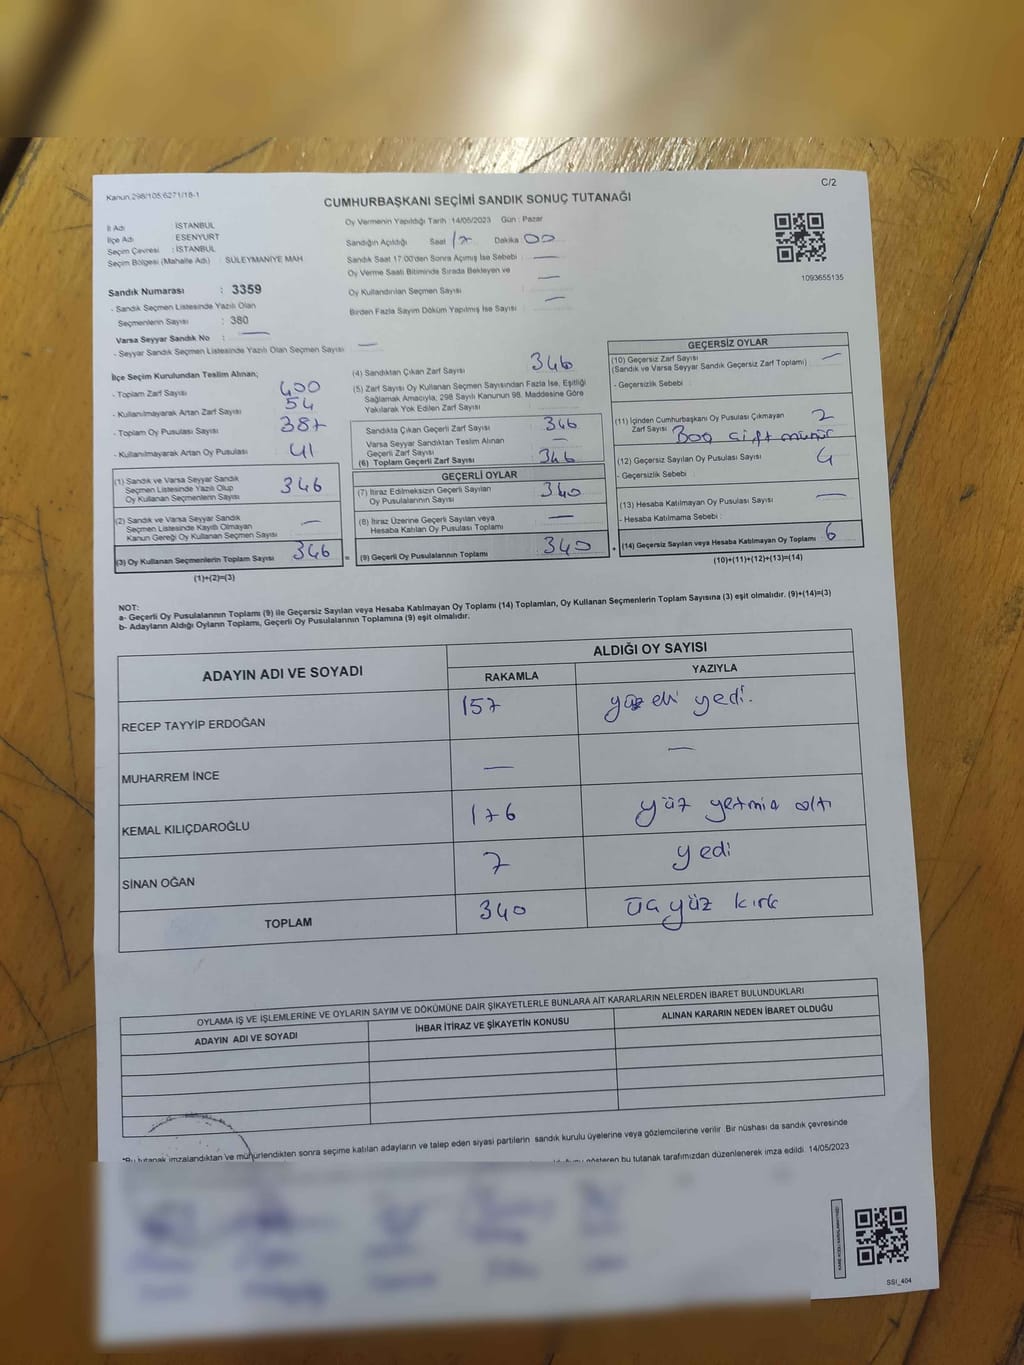 Kanun,298/105,6271/18-1
C/2
CUMHURBAŞKANI SEÇİMİ SANDIK SONUÇ TUTANAĞI
İl Adı : İSTANBUL
İlçe Adı : ESENYURT
Seçim Çevresi : İSTANBUL
Seçim Bölgesi (Mahalle Adı) : SÜLEYMANİYE MAH.
Oy Vermenin Yapıldığı Tarih :14/05/2023 Gün : Pazar
Sandığın Açıldığı Saat 17 Dakika 00
Sandık Saat 17:00'den Sonra Açımış İse Sebebi : —
Oy Verme Saati Bitiminde Sırada Bekleyen ve
Oy Kullandırılan Seçmen Sayısı : —
Birden Fazla Sayım Döküm Yapılmış İse Sayısı : —
1093655135
Sandık Numarası : 3359
- Sandık Seçmen Listesinde Yazılı Olan
Seçmenlerin Sayısı : 380
Varsa Seyyar Sandık No : —
- Seyyar Sandık Seçmen Listesinde Yazılı Olan Seçmen Sayısı : —
İlçe Seçim Kurulundan Teslim Alınan;
- Toplam Zarf Sayısı : 400
- Kullanılmayarak Artan Zarf Sayısı : 54
- Toplam Oy Pusulası Sayısı : 387
- Kullanılmayarak Artan Oy Pusulası : 41
(1) Sandık ve Varsa Seyyar Sandık
Seçmen Listesinde Yazılı Olup
Oy Kullanan Seçmenlerin Sayısı 346
(2) Sandık ve Varsa Seyyar Sandık
Seçmen Listesinde Kayıtlı Olmayan
Kanun Gereği Oy Kullanan Seçmen Sayısı —
(3) Oy Kullanan Seçmenlerin Toplam Sayısı 346
(1)+(2)=(3)
(4) Sandıktan Çıkan Zarf Sayısı : 346
(5) Zarf Sayısı Oy Kullanan Seçmen Sayısından Fazla İse, Eşitliği
Sağlamak Amacıyla, 298 Sayılı Kanunun 98. Maddesine Göre
Yakılarak Yok Edilen Zarf Sayısı :
Sandıkta Çıkan Geçerli Zarf Sayısı : 346
Varsa Seyyar Sandıktan Teslim Alınan
Geçerli Zarf Sayısı : —
(6) Toplam Geçerli Zarf Sayısı : 346
GEÇERLİ OYLAR
(7) İtiraz Edilmeksizin Geçerli Sayılan
Oy Pusulalarının Sayısı : 340
(8) İtiraz Üzerine Geçerli Sayılan veya
Hesaba Katılan Oy Pusulası Toplamı : —
= (9) Geçerli Oy Pusulalarının Toplamı 340
GEÇERSİZ OYLAR
(10) Geçersiz Zarf Sayısı : —
(Sandık ve Varsa Seyyar Sandık Geçersiz Zarf Toplamı)
- Geçersizlik Sebebi :
(11) İçinden Cumhurbaşkanı Oy Pusulası Çıkmayan
Zarf Sayısı : 2
Boş çift mühür
(12) Geçersiz Sayılan Oy Pusulası Sayısı : 4
- Geçersizlik Sebebi :
(13) Hesaba Katılmayan Oy Pusulası Sayısı : —
- Hesaba Katılmama Sebebi :
+ (14) Geçersiz Sayılan veya Hesaba Katılmayan Oy Toplamı 6
(10)+(11)+(12)+(13)=(14)
NOT:
a- Geçerli Oy Pusulalarının Toplamı (9) ile Geçersiz Sayılan veya Hesaba Katılmayan Oy Toplamı (14) Toplamları, Oy Kullanan Seçmenlerin Toplam Sayısına (3) eşit olmalıdır. (9)+(14)=(3)
b- Adayların Aldığı Oyların Toplamı, Geçerli Oy Pusulalarının Toplamına (9) eşit olmalıdır.
ADAYIN ADI VE SOYADI
ALDIĞI OY SAYISI
RAKAMLA YAZIYLA
RECEP TAYYİP ERDOĞAN 157 yüz elli yedi.
MUHARREM İNCE — —
KEMAL KILIÇDAROĞLU 176 yüz yetmiş altı
SİNAN OĞAN 7 yedi
TOPLAM 340 üçyüz kırk
OYLAMA İŞ VE İŞLEMLERİNE VE OYLARIN SAYIM VE DÖKÜMÜNE DAİR ŞİKAYETLERLE BUNLARA AİT KARARLARIN NELERDEN İBARET BULUNDUKLARI
ADAYIN ADI VE SOYADI İHBAR İTİRAZ VE ŞİKAYETİN KONUSU ALINAN KARARIN NEDEN İBARET OLDUĞU
*Bu tutanak imzalandıktan ve mühürlendikten sonra seçime katılan adayların ve talep eden siyasi partilerin sandık kurulu üyelerine veya gözlemcilerine verilir. Bir nüshası da sandık çevresinde
gösteren bu tutanak tarafımızdan düzenlenerek imza edildi. 14/05/2023
SSI_404